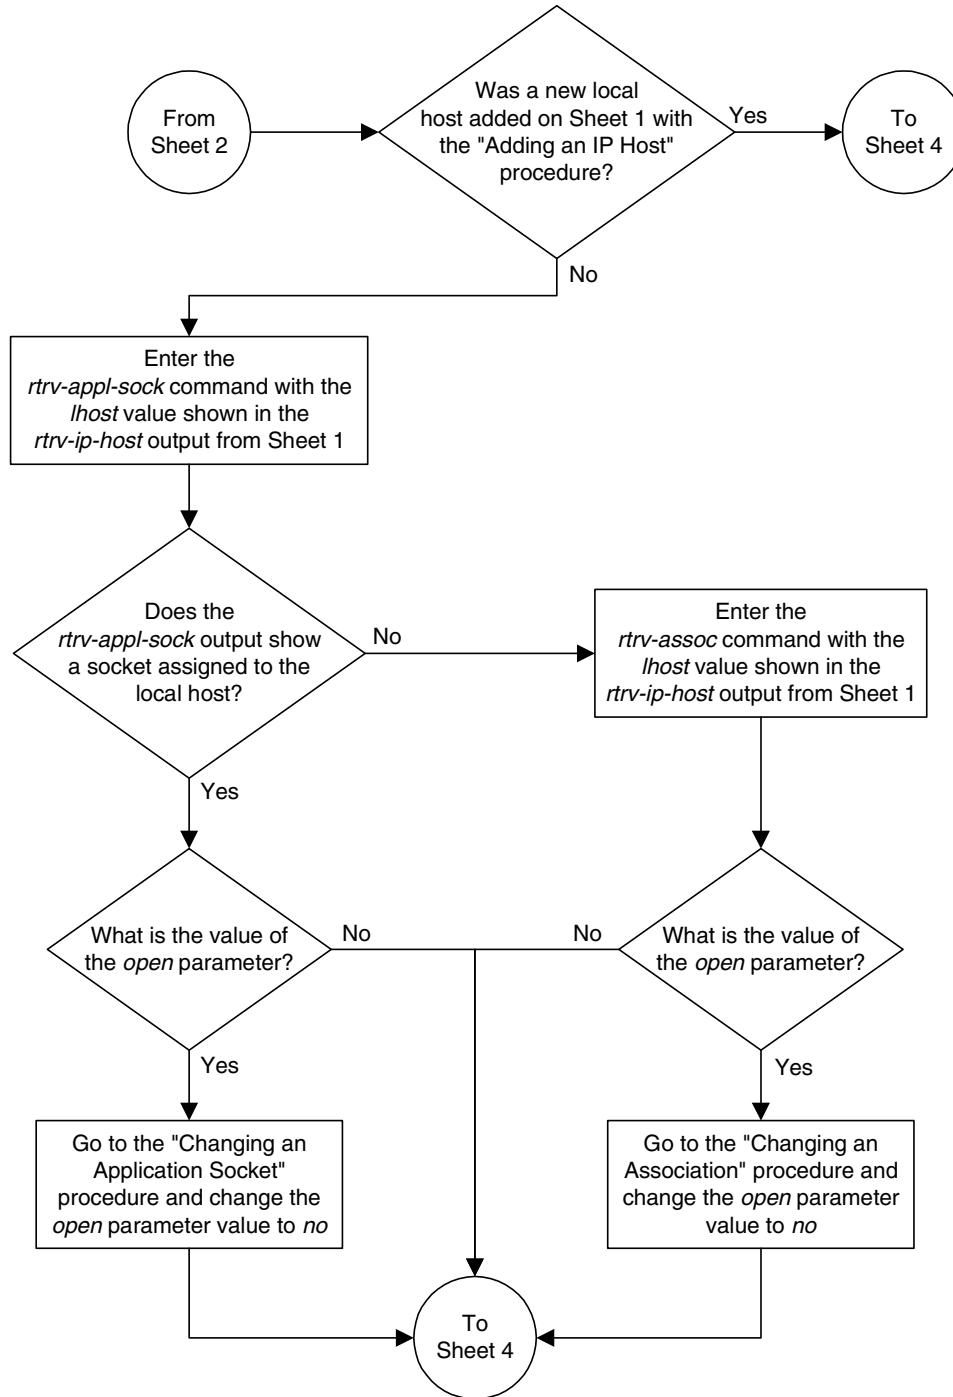 From
Sheet 2
Was a new local
host added on Sheet 1 with
the "Adding an IP Host"
procedure?
Yes
To
Sheet 4
No
Enter the
rtrv-appl-sock command with the
lhost value shown in the
rtrv-ip-host output from Sheet 1
Does the
rtrv-appl-sock output show
a socket assigned to the
local host?
No
Enter the
rtrv-assoc command with the
lhost value shown in the
rtrv-ip-host output from Sheet 1
Yes
What is the value of
the open parameter?
No
No
What is the value of
the open parameter?
Yes
Yes
Go to the "Changing an
Application Socket"
procedure and change the
open parameter value to no
Go to the "Changing an
Association" procedure and
change the open parameter
value to no
To
Sheet 4